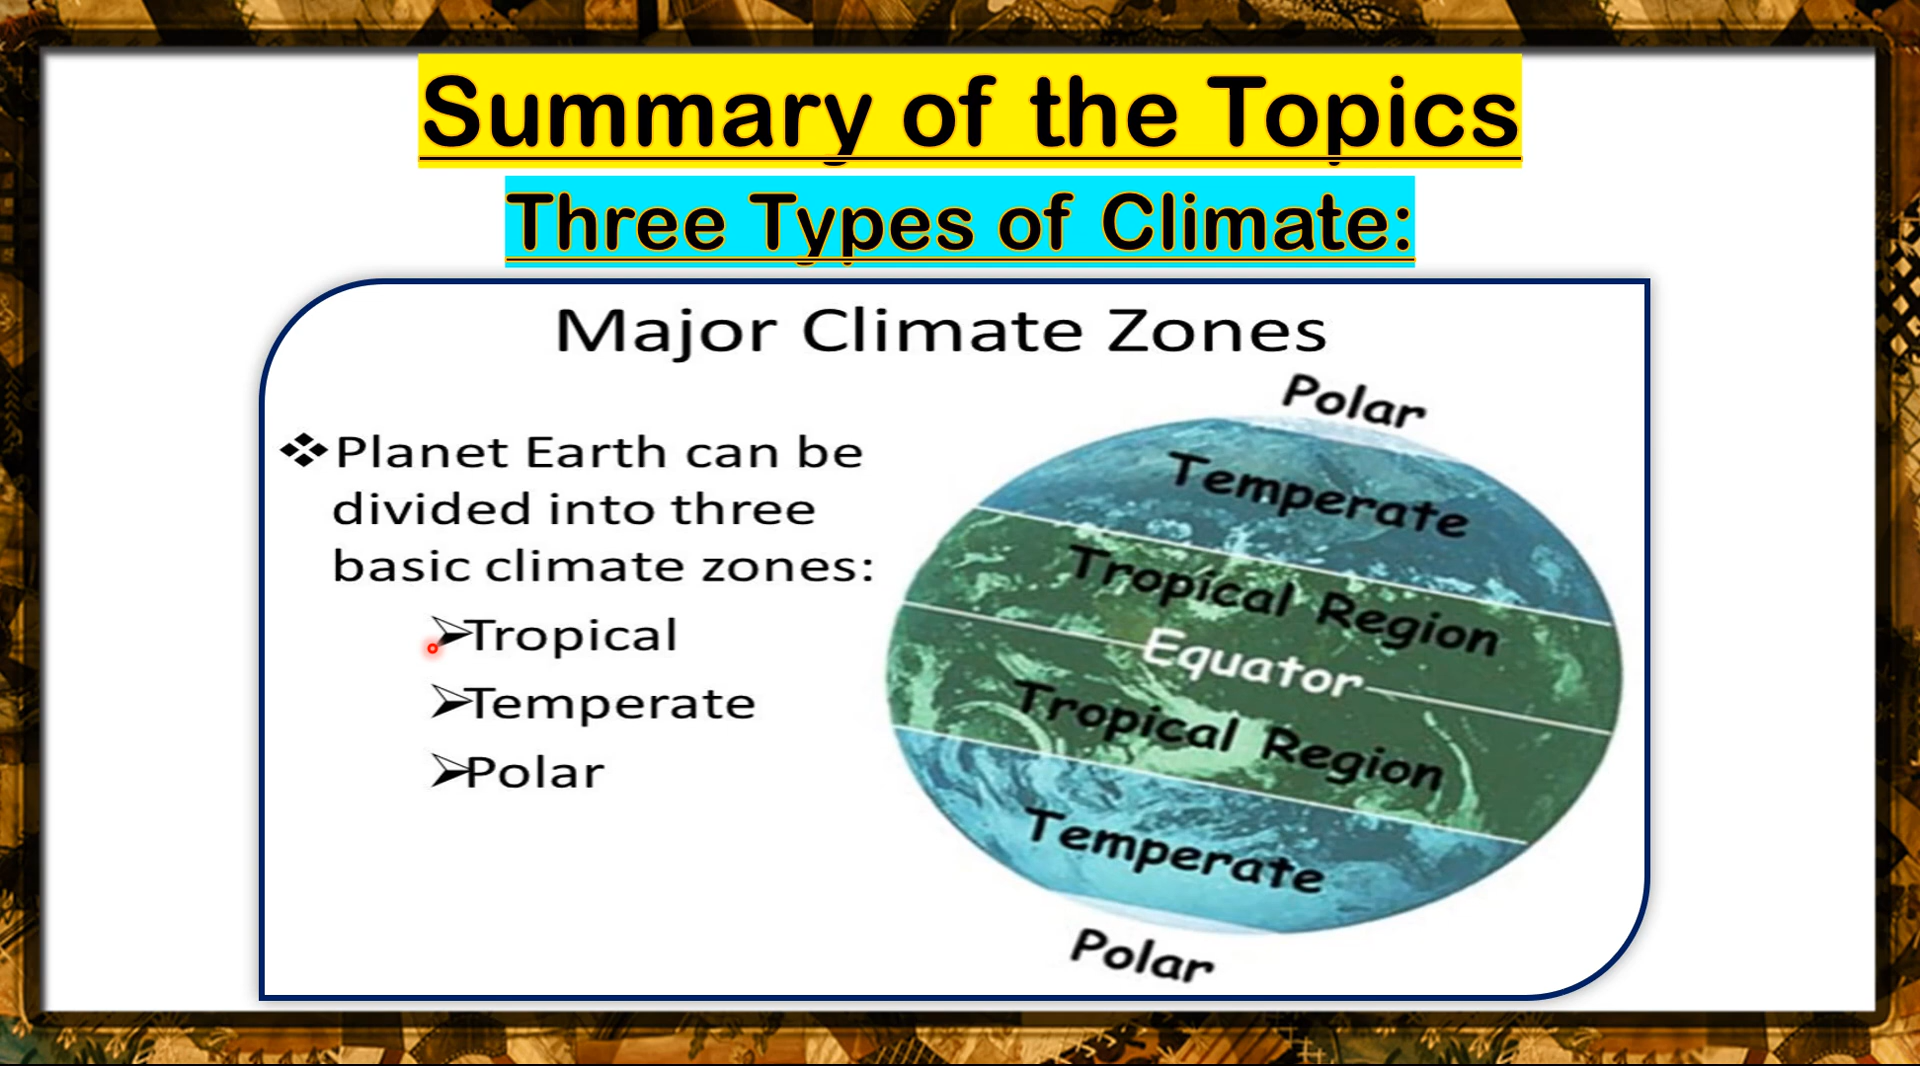 Summary of the Topics
Three Types of Climate:
Major Climate Zones
Planet Earth can be
divided into three
basic climate zones:
Tropical
Temperate
Polar
Polar
Temperate
Tropical Region
Equator
Tropical Region
Temperate
Polar